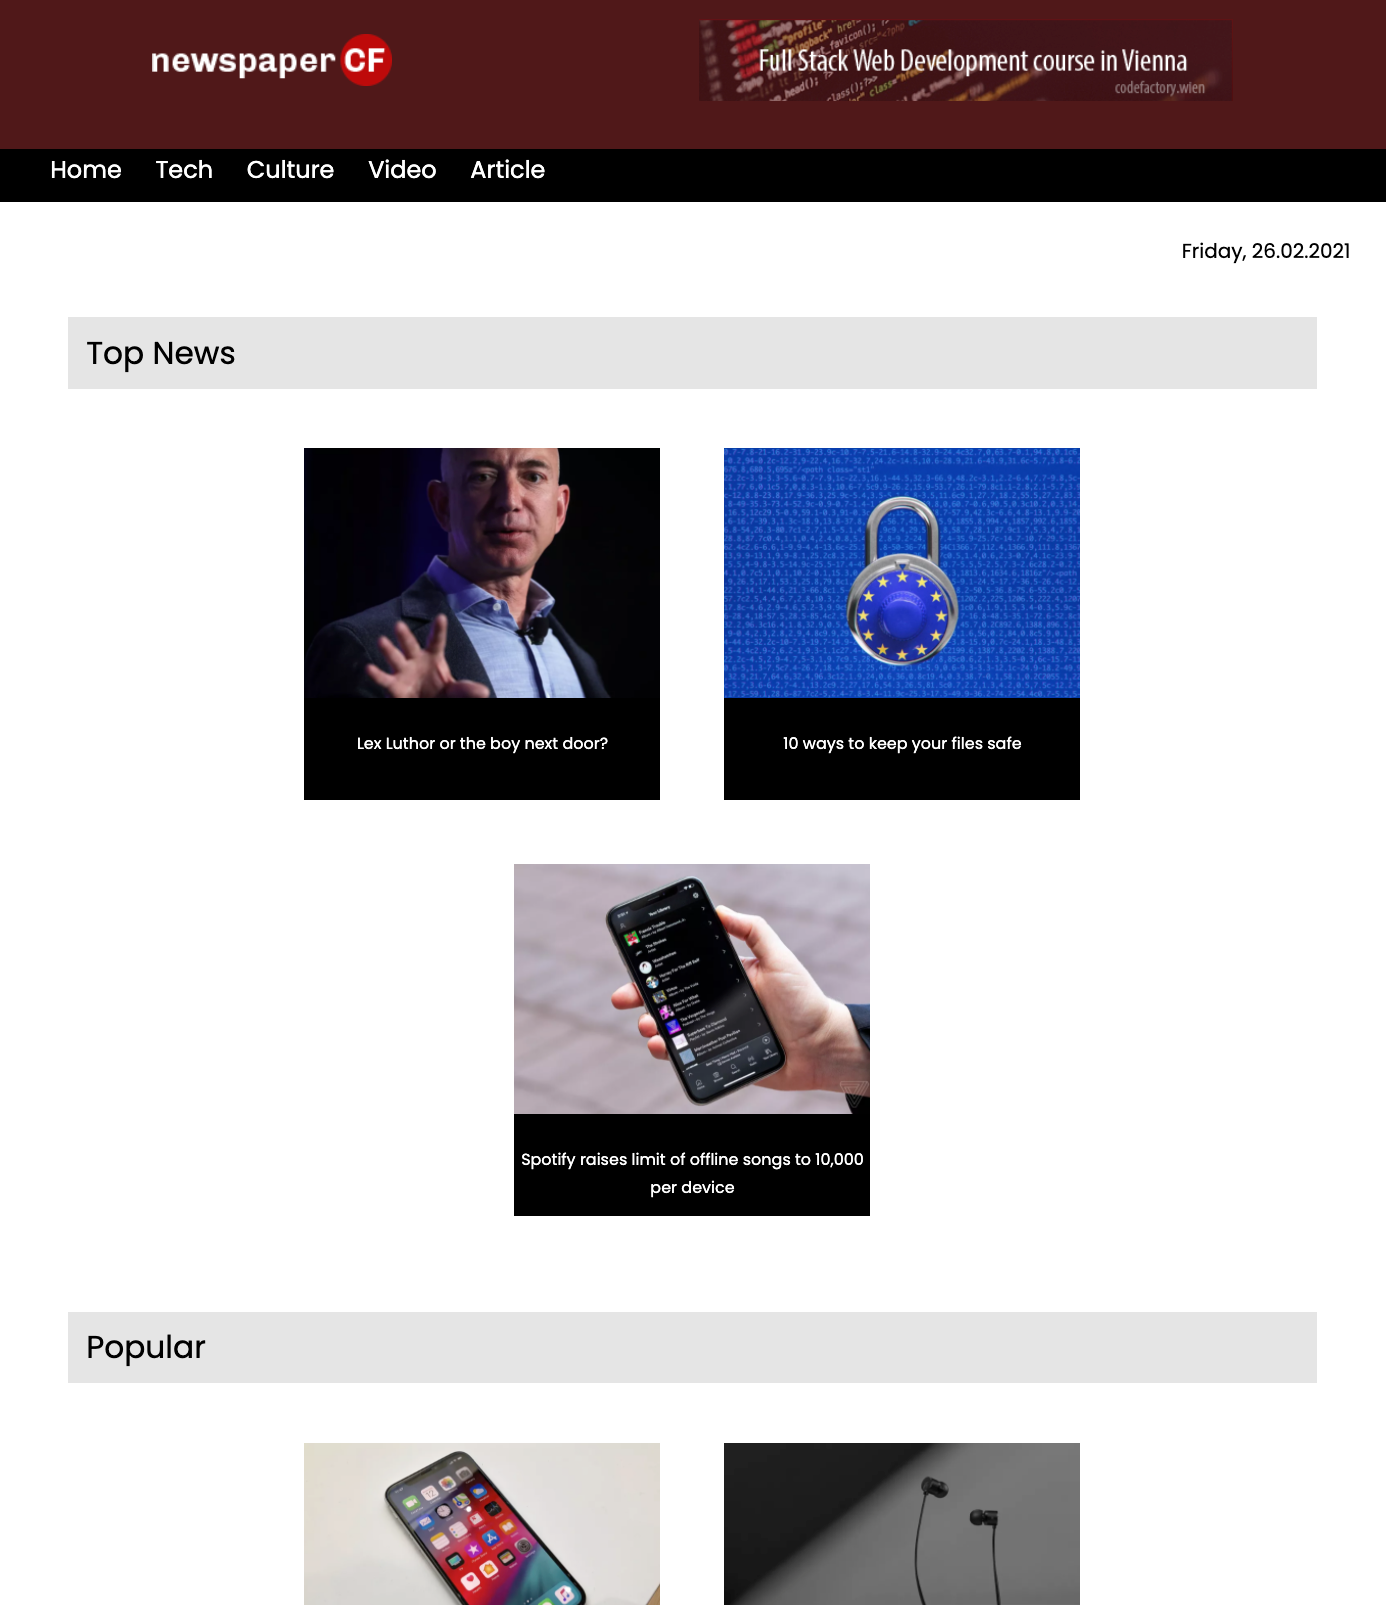 newspaper CF
Full Stack Web Development course in Vienna
codefactory.wien
Home Tech Culture Video Article
Friday, 26.02.2021
Top News
Lex Luthor or the boy next door?
10 ways to keep your files safe
Your Library
Spotify raises limit of offline songs to 10,000
per device
Popular